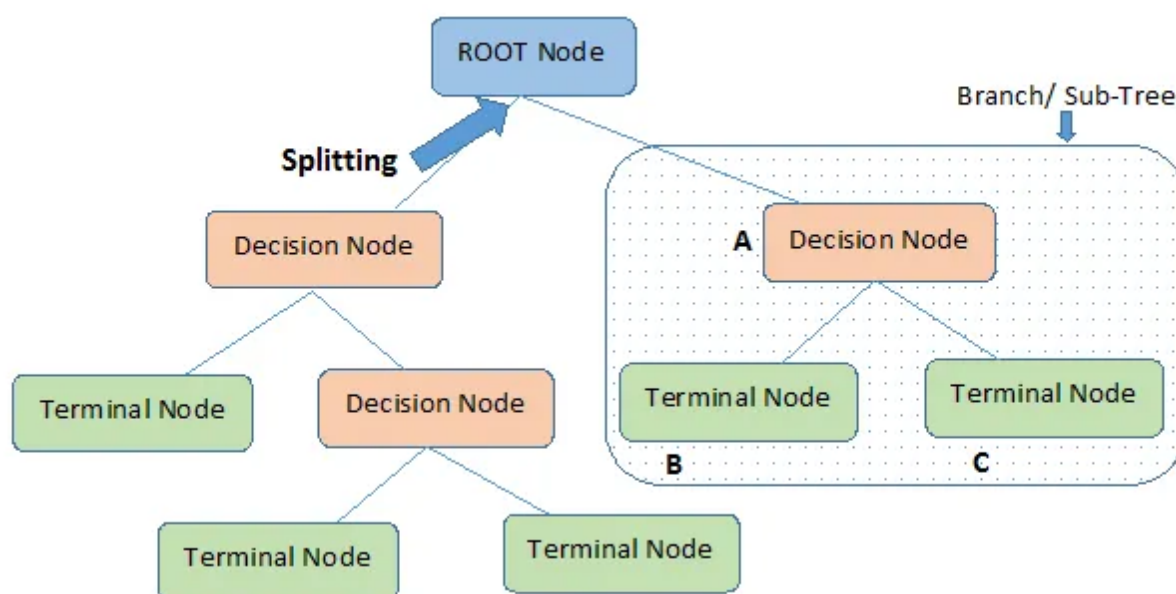 ROOT Node
Branch/ Sub-Tree
Splitting
Decision Node
A
Decision Node
Terminal Node
Decision Node
Terminal Node
Terminal Node
B
C
Terminal Node
Terminal Node